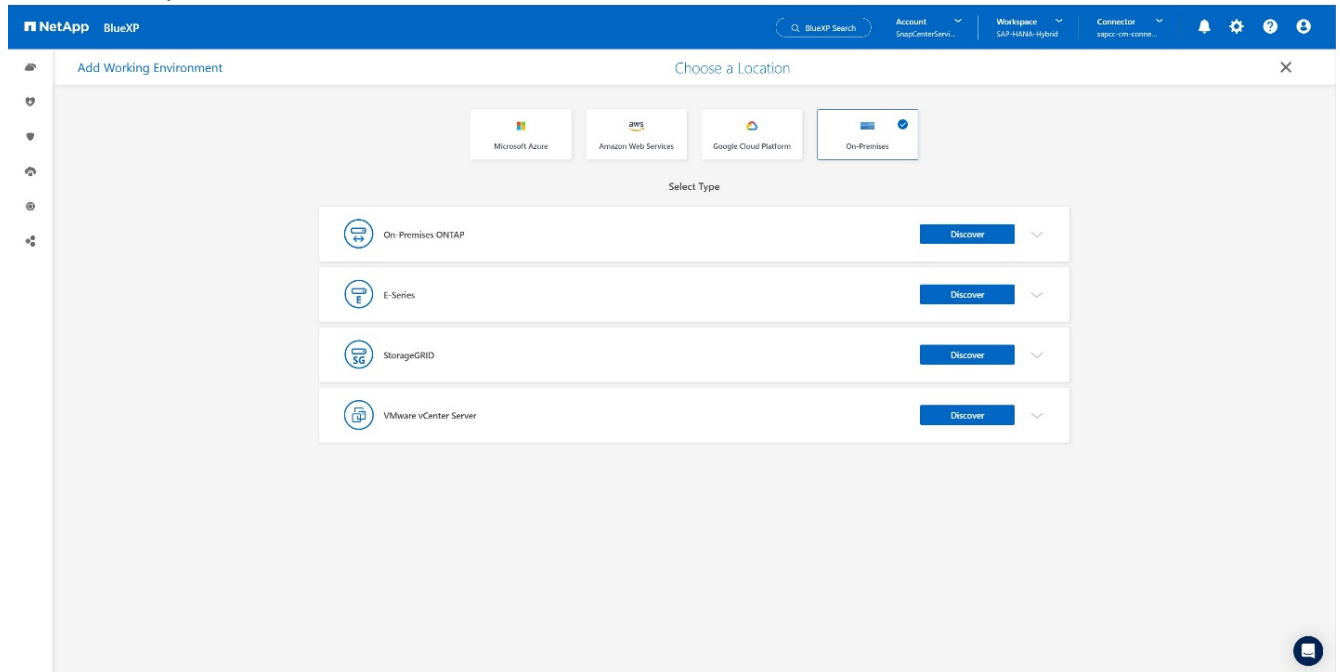 NetApp BlueXP
BlueXP Search
Account
SnapCenterServi...
Workspace
SAP-HANA-Hybrid
Connector
sapcc-cm-conne...
Add Working Environment
Choose a Location
Microsoft Azure
aws
Amazon Web Services
Google Cloud Platform
On-Premises
Select Type
On-Premises ONTAP
Discover
E
E-Series
Discover
SG
StorageGRID
Discover
VMware vCenter Server
Discover